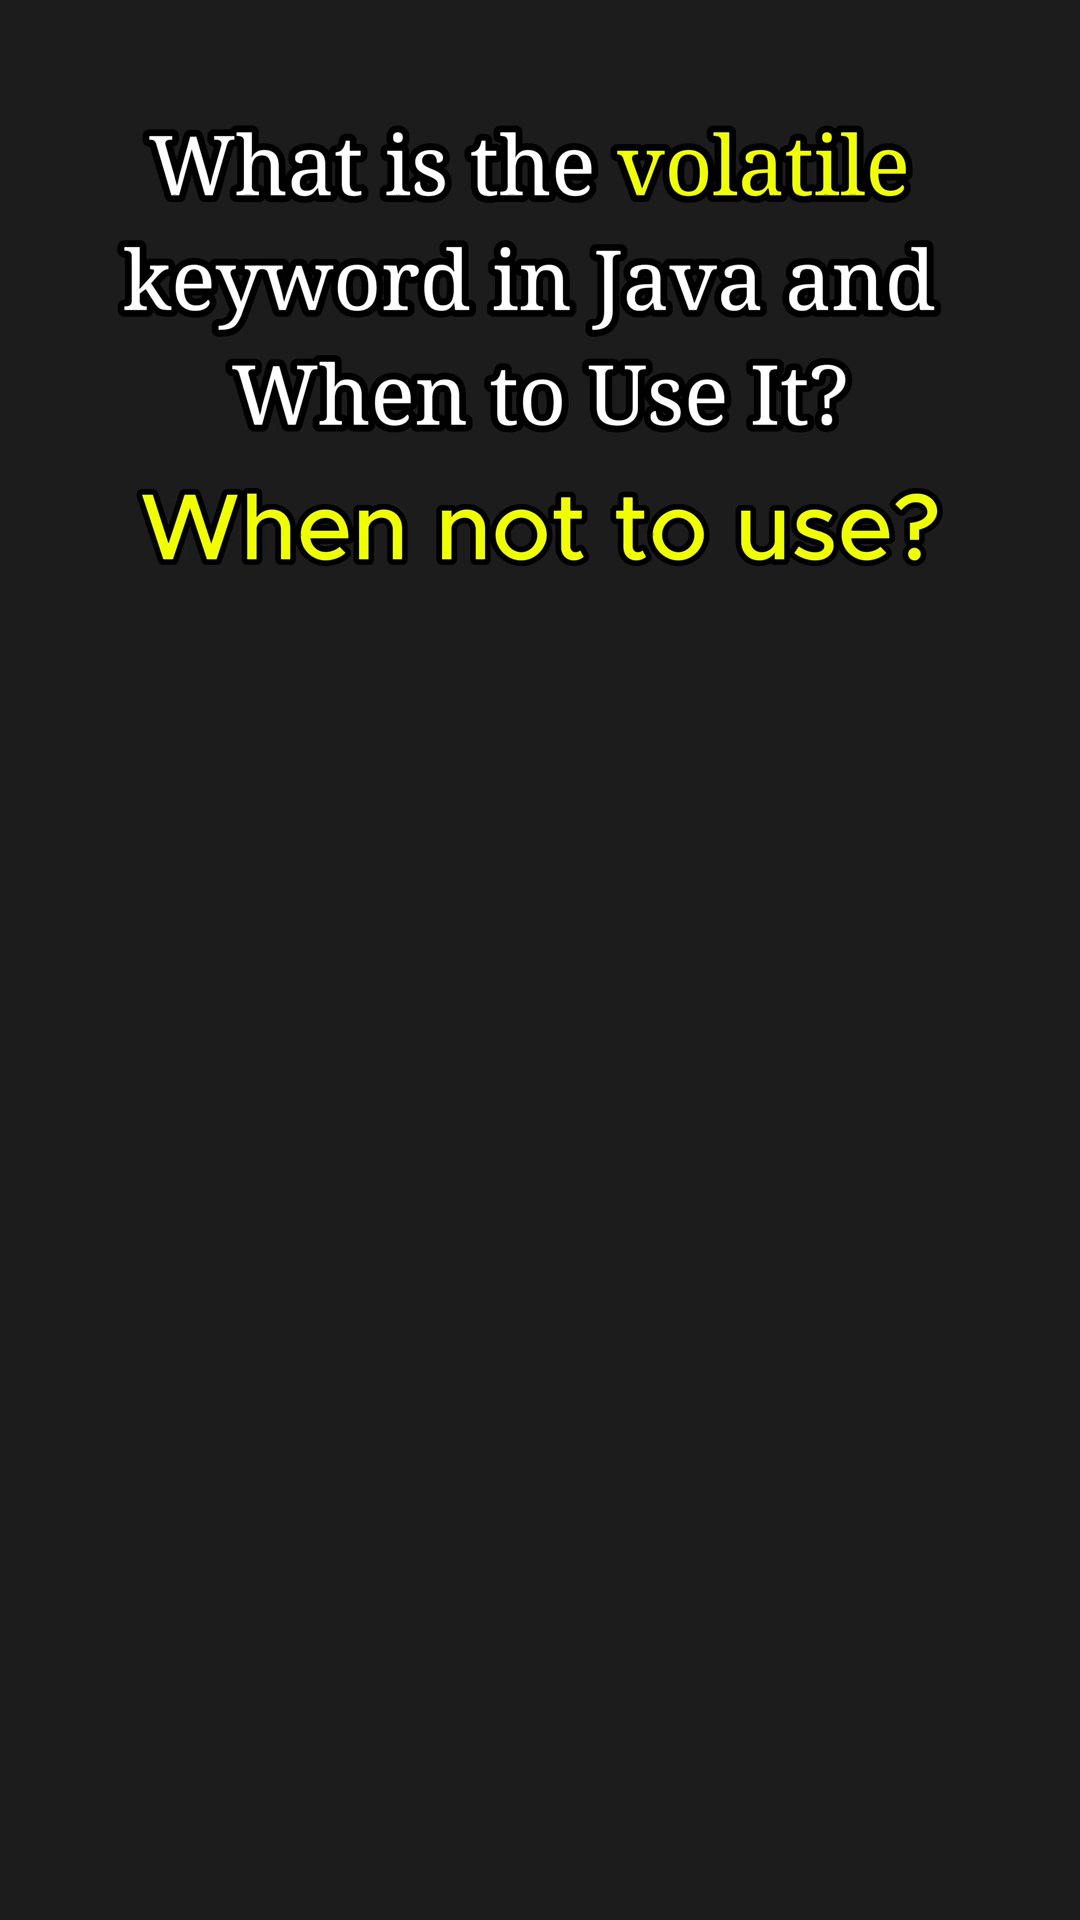 What is the volatile
keyword in Java and
When to Use It?
When not to use?